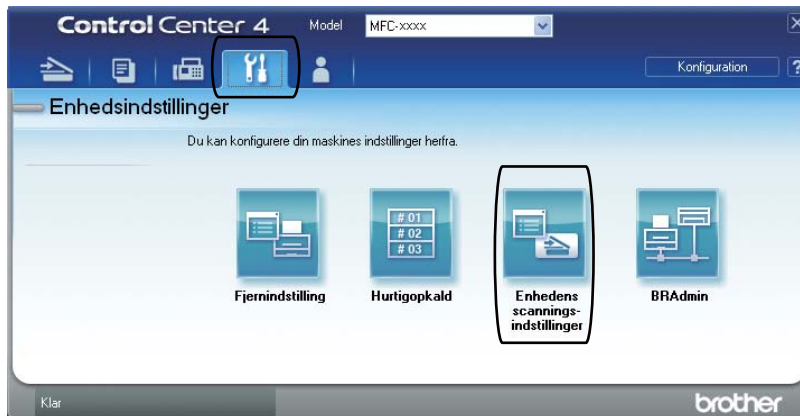 Control Center 4 Model MFC-xxxx
Konfiguration ?
Enhedsindstillinger
Du kan konfigurere din maskines indstillinger herfra.
# 01
# 02
# 03
Fjernindstilling
Hurtigopkald
Enhedens
scannings-
indstillinger
BRAdmin
Klar
brother